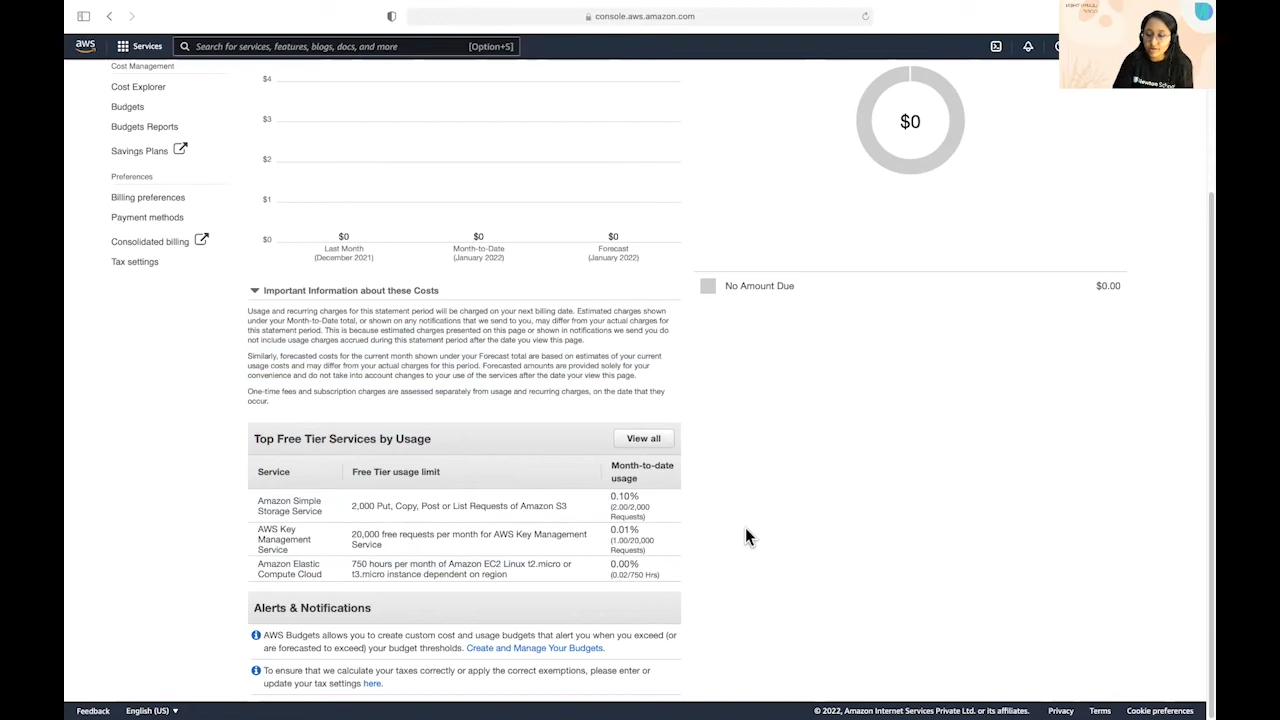 console.aws.amazon.com
aws
Services
Search for services, features, blogs, docs, and more
[Option+S]
Cost Management
Cost Explorer
Budgets
Budgets Reports
Savings Plans
Preferences
Billing preferences
Payment methods
Consolidated billing
Tax settings
$4
$3
$2
$1
$0
$0
$0
$0
Last Month
(December 2021)
Month-to-Date
(January 2022)
Forecast
(January 2022)
$0
No Amount Due
$0.00
Important Information about these Costs
Usage and recurring charges for this statement period will be charged on your next billing date. Estimated charges shown
under your Month-to-Date total, or shown on any notifications that we send to you, may differ from your actual charges for
this statement period. This is because estimated charges presented on this page or shown in notifications we send you do
not include usage charges accrued during this statement period after the date you view this page.
Similarly, forecasted costs for the current month shown under your Forecast total are based on estimates of your current
usage costs and may differ from your actual charges for this period. Forecasted amounts are provided solely for your
convenience and do not take into account changes to your use of the services after the date your view this page.
One-time fees and subscription charges are assessed separately from usage and recurring charges, on the date that they
occur.
Top Free Tier Services by Usage
View all
Service
Free Tier usage limit
Month-to-date
usage
Amazon Simple
Storage Service
2,000 Put, Copy, Post or List Requests of Amazon S3
0.10%
(2.00/2,000
Requests)
AWS Key
Management
Service
20,000 free requests per month for AWS Key Management
Service
0.01%
(1.00/20,000
Requests)
Amazon Elastic
Compute Cloud
750 hours per month of Amazon EC2 Linux t2.micro or
t3.micro instance dependent on region
0.00%
(0.02/750 Hrs)
Alerts & Notifications
AWS Budgets allows you to create custom cost and usage budgets that alert you when you exceed (or
are forecasted to exceed) your budget thresholds. Create and Manage Your Budgets.
To ensure that we calculate your taxes correctly or apply the correct exemptions, please enter or
update your tax settings here.
Feedback
English (US)
© 2022, Amazon Internet Services Private Ltd. or its affiliates.
Privacy
Terms
Cookie preferences